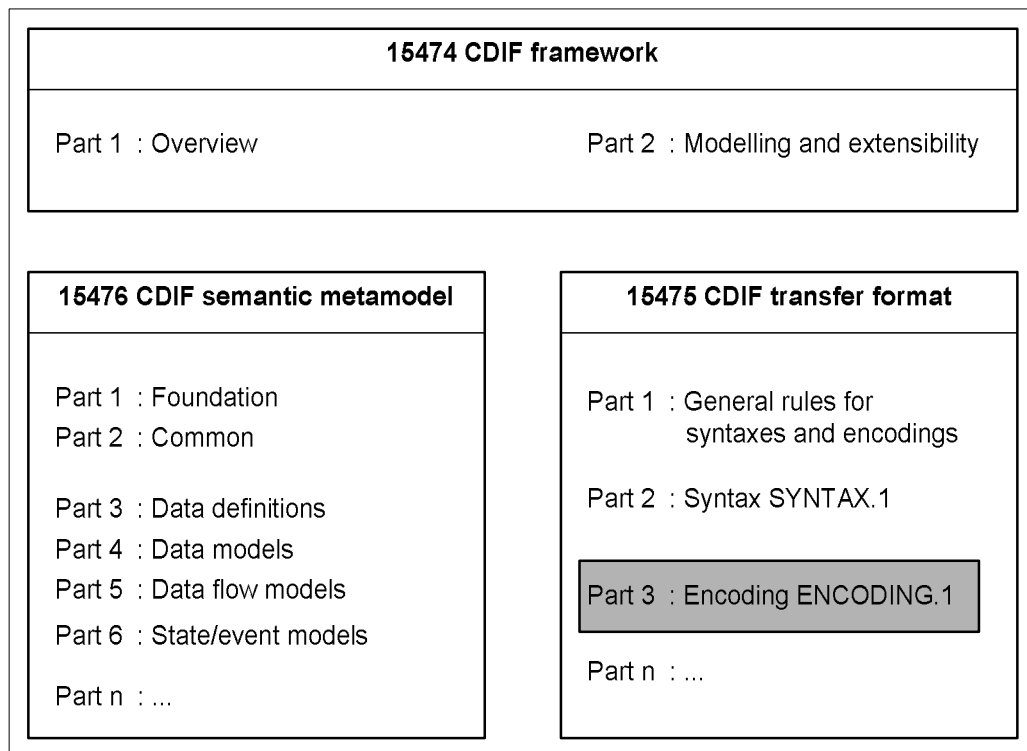 15474 CDIF framework
Part 1 : Overview
Part 2 : Modelling and extensibility
15476 CDIF semantic metamodel
Part 1 : Foundation
Part 2 : Common
Part 3 : Data definitions
Part 4 : Data models
Part 5 : Data flow models
Part 6 : State/event models
Part n : ...
15475 CDIF transfer format
Part 1 : General rules for
syntaxes and encodings
Part 2 : Syntax SYNTAX.1
Part 3 : Encoding ENCODING.1
Part n : ...